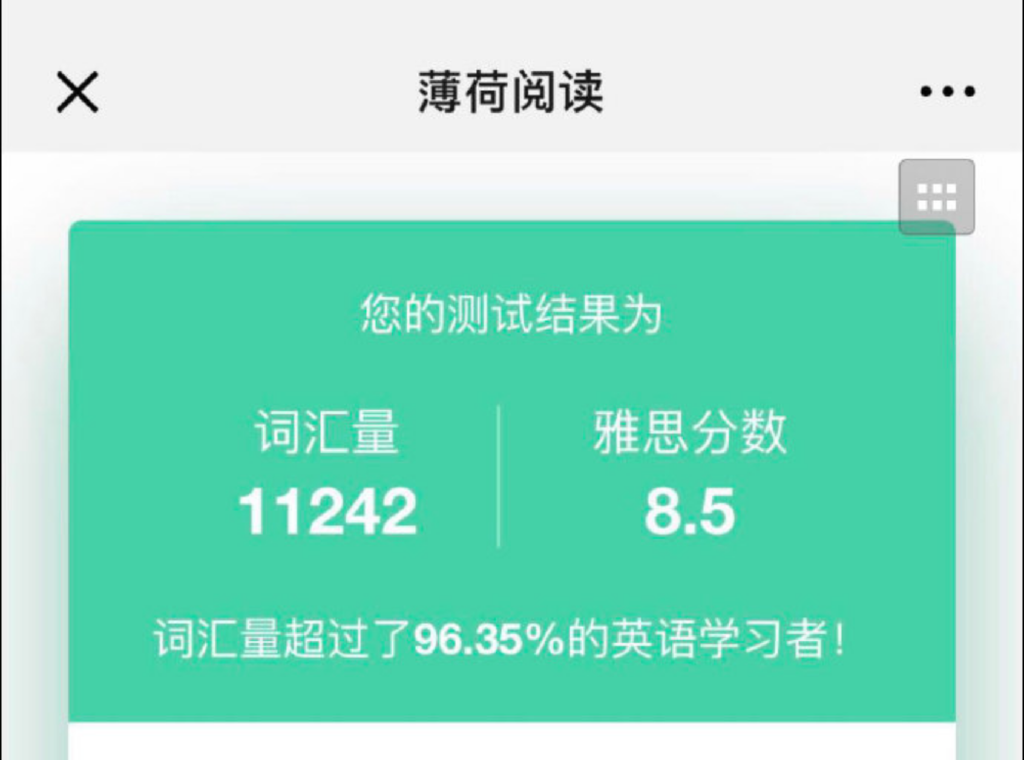 薄荷阅读
您的测试结果为
词汇量
雅思分数
11242
8.5
词汇量超过了96.35%的英语学习者！